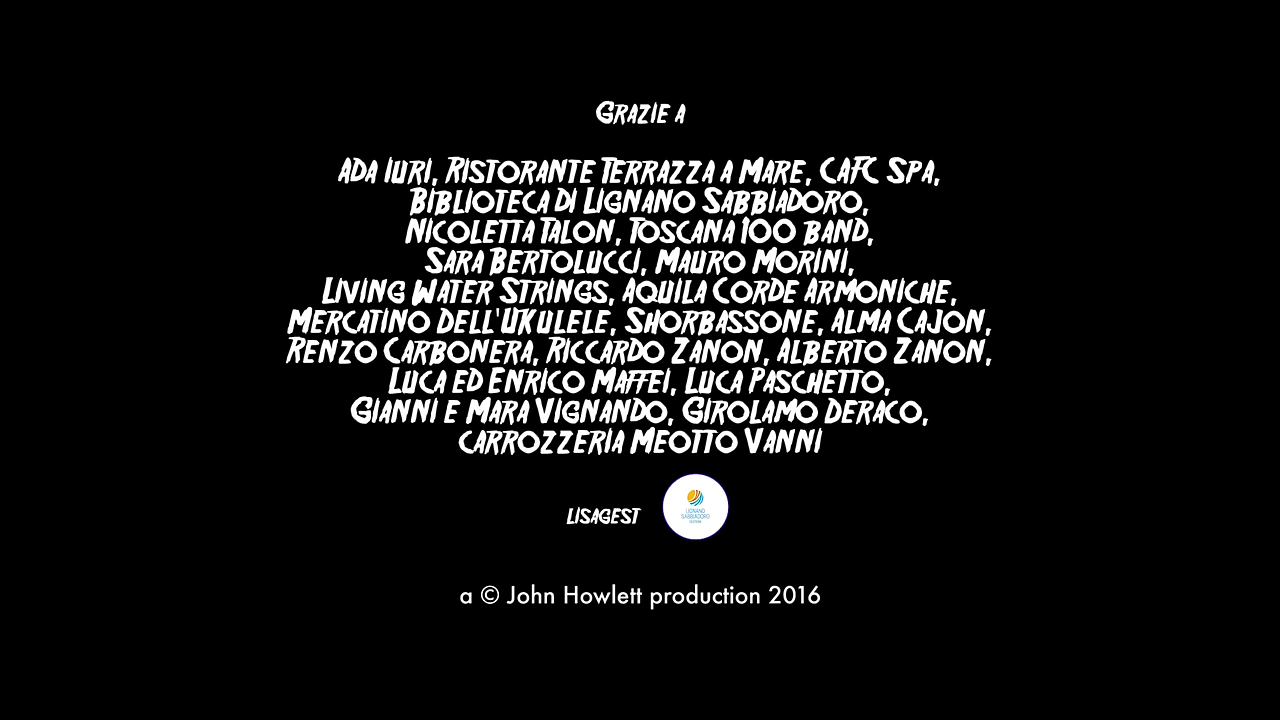 Grazie a
Ada Iuri, Ristorante Terrazza a Mare, CAFC Spa,
Biblioteca di Lignano Sabbiadoro,
Nicoletta Talon, Toscana 100 Band,
Sara Bertolucci, Mauro Morini,
Living Water Strings, Aquila Corde Armoniche,
Mercatino dell'Ukulele, Shorbassone, Alma Cajon,
Renzo Carbonera, Riccardo Zanon, Alberto Zanon,
Luca ed Enrico Maffei, Luca Paschetto,
Gianni e Mara Vignando, Girolamo Deraco,
carrozzeria Meotto Vanni
LISAGEST
LIGNANO
SABBIADORO
a © John Howlett production 2016